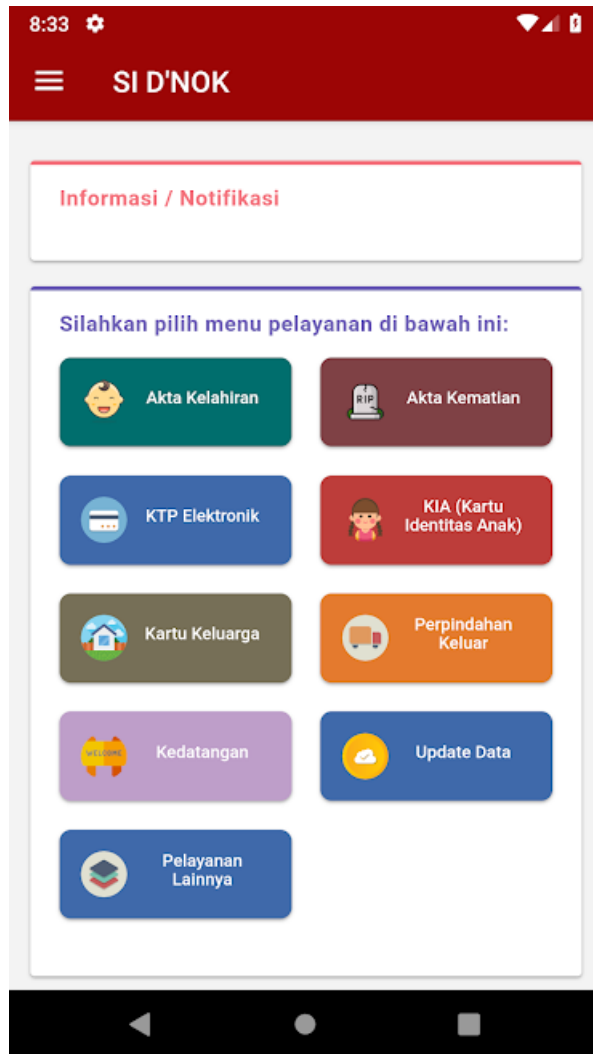 8:33
SI D'NOK
Informasi / Notifikasi
Silahkan pilih menu pelayanan di bawah ini:
Akta Kelahiran
RIP
Akta Kematian
KTP Elektronik
KIA (Kartu
Identitas Anak)
Kartu Keluarga
Perpindahan
Keluar
WELCOME
Kedatangan
Update Data
Pelayanan
Lainnya